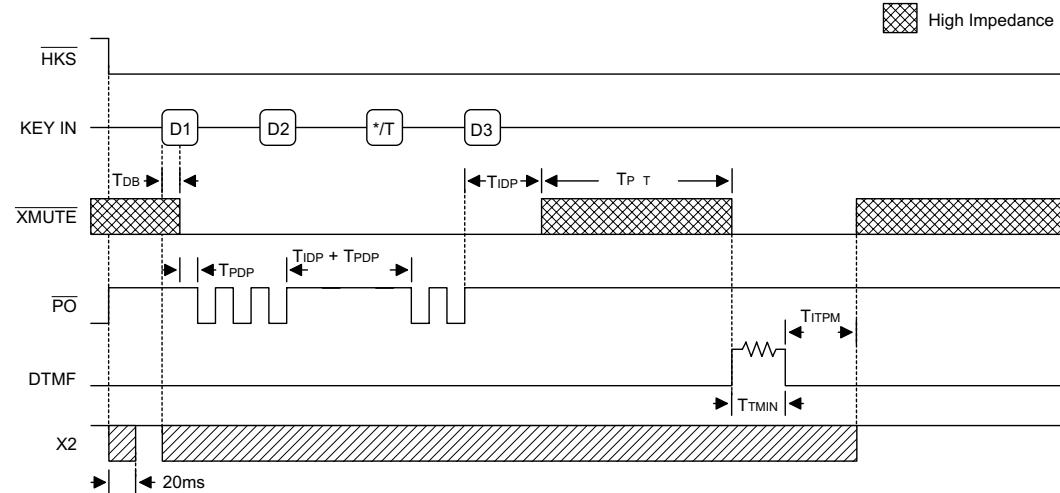 High Impedance
HKS
KEY IN
D1 D2 */T D3
TDB
TIDP
TP T
XMUTE
TPDP
TIDP + TPDP
PO
TITPM
DTMF
TTMIN
X2
20ms